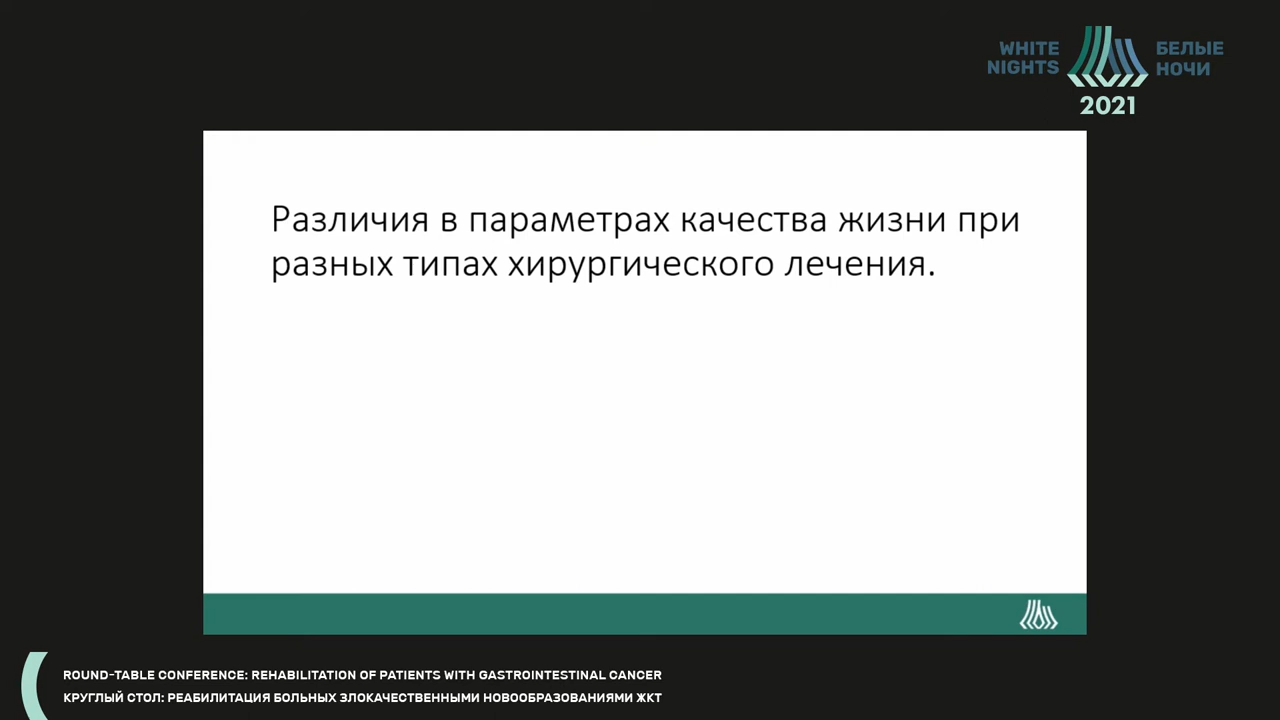 WHITE NIGHTS
БЕЛЫЕ НОЧИ
2021
Различия в параметрах качества жизни при
разных типах хирургического лечения.
ROUND-TABLE CONFERENCE: REHABILITATION OF PATIENTS WITH GASTROINTESTINAL CANCER
КРУГЛЫЙ СТОЛ: РЕАБИЛИТАЦИЯ БОЛЬНЫХ ЗЛОКАЧЕСТВЕННЫМИ НОВООБРАЗОВАНИЯМИ ЖКТ